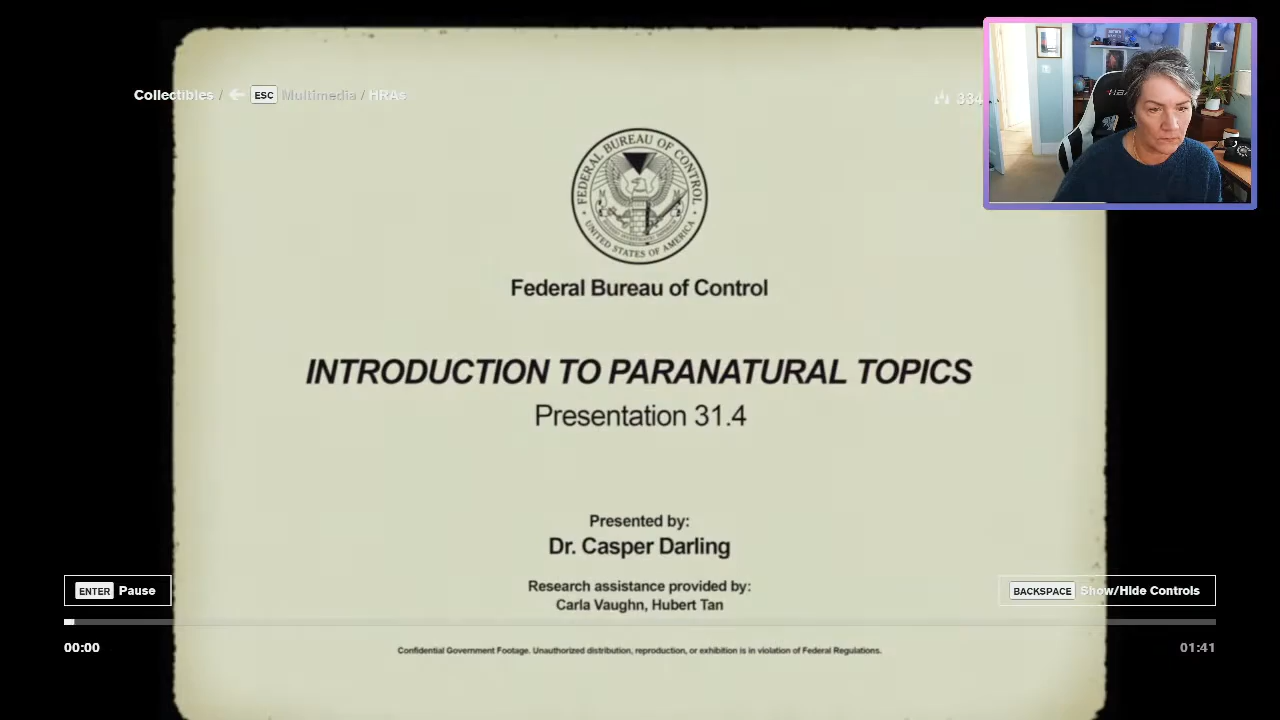 Collectibles / ESC Multimedia / HRAs
334
FEDERAL BUREAU OF CONTROL
UNITED STATES OF AMERICA
Federal Bureau of Control
INTRODUCTION TO PARANATURAL TOPICS
Presentation 31.4
Presented by:
Dr. Casper Darling
Research assistance provided by:
Carla Vaughn, Hubert Tan
ENTER Pause
BACKSPACE Show/Hide Controls
00:00
01:41
Confidential Government Footage. Unauthorized distribution, reproduction, or exhibition is in violation of Federal Regulations.